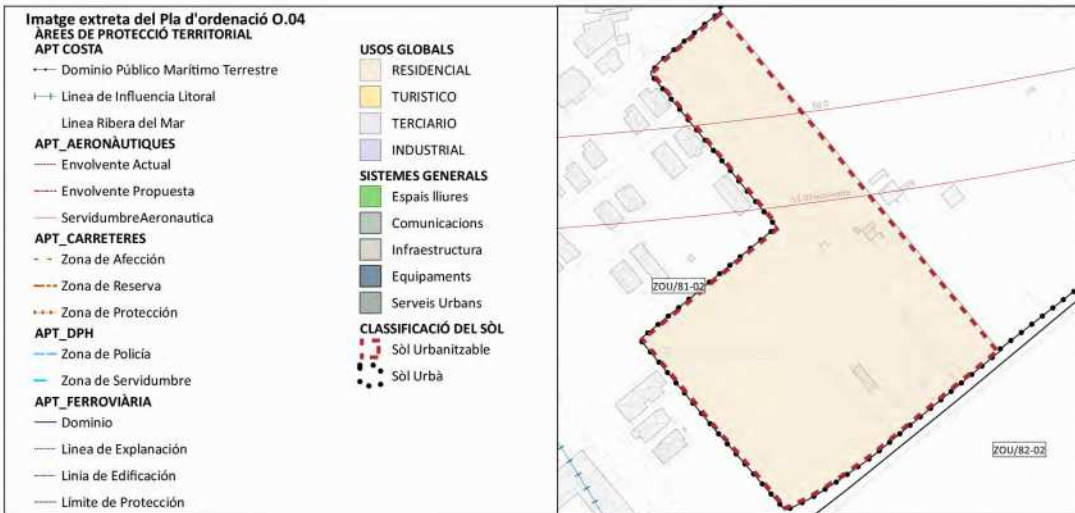 Imatge extreta del Pla d'ordenació O.04
ÀREES DE PROTECCIÓ TERRITORIAL
APT COSTA
Dominio Público Marítimo Terrestre
Linea de Influencia Litoral
Linea Ribera del Mar
APT_AERONÀUTIQUES
Envolvente Actual
Envolvente Propuesta
ServidumbreAeronautica
APT_CARRETERES
Zona de Afección
Zona de Reserva
Zona de Protección
APT_DPH
Zona de Policía
Zona de Servidumbre
APT_FERROVIÀRIA
Dominio
Linea de Explanación
Linia de Edificación
Límite de Protección
USOS GLOBALS
RESIDENCIAL
TURISTICO
TERCIARIO
INDUSTRIAL
SISTEMES GENERALS
Espais lliures
Comunicacions
Infraestructura
Equipaments
Serveis Urbans
CLASSIFICACIÓ DEL SÒL
Sòl Urbanitzable
Sòl Urbà
ZOU/81-02
ZOU/82-02